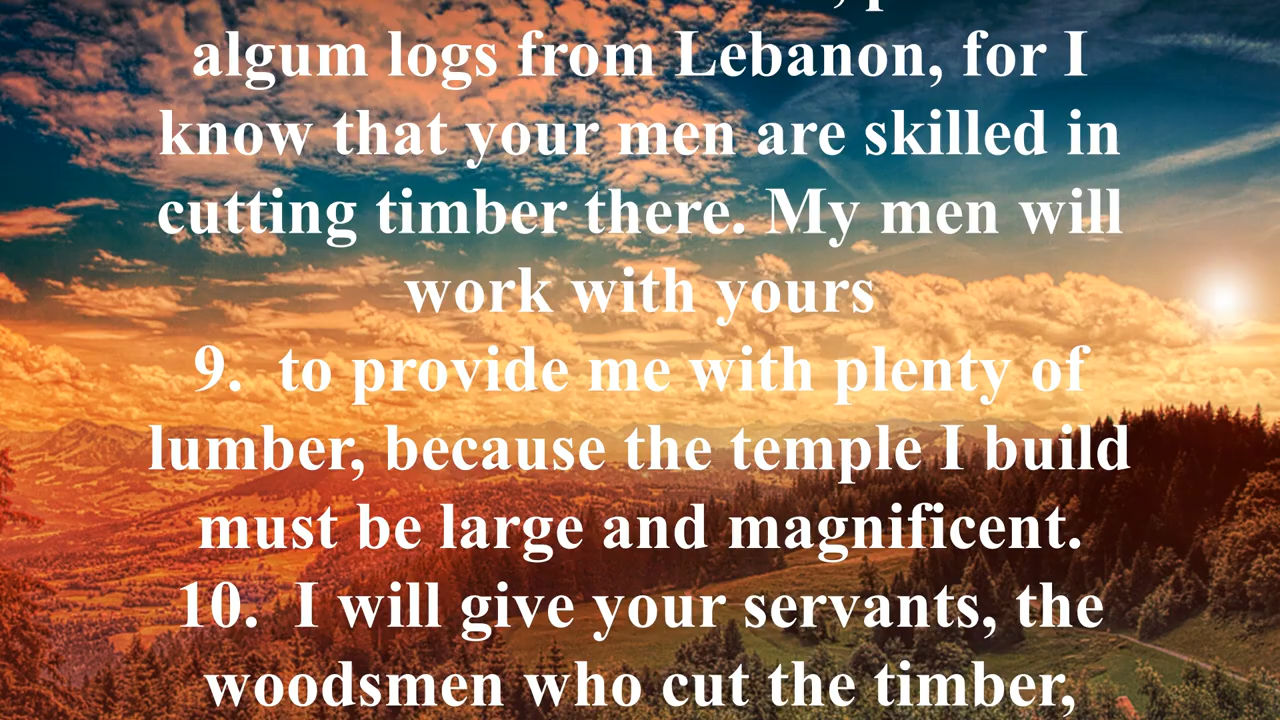 algum logs from Lebanon, for I
know that your men are skilled in
cutting timber there. My men will
work with yours
9. to provide me with plenty of
lumber, because the temple I build
must be large and magnificent.
10. I will give your servants, the
woodsmen who cut the timber,